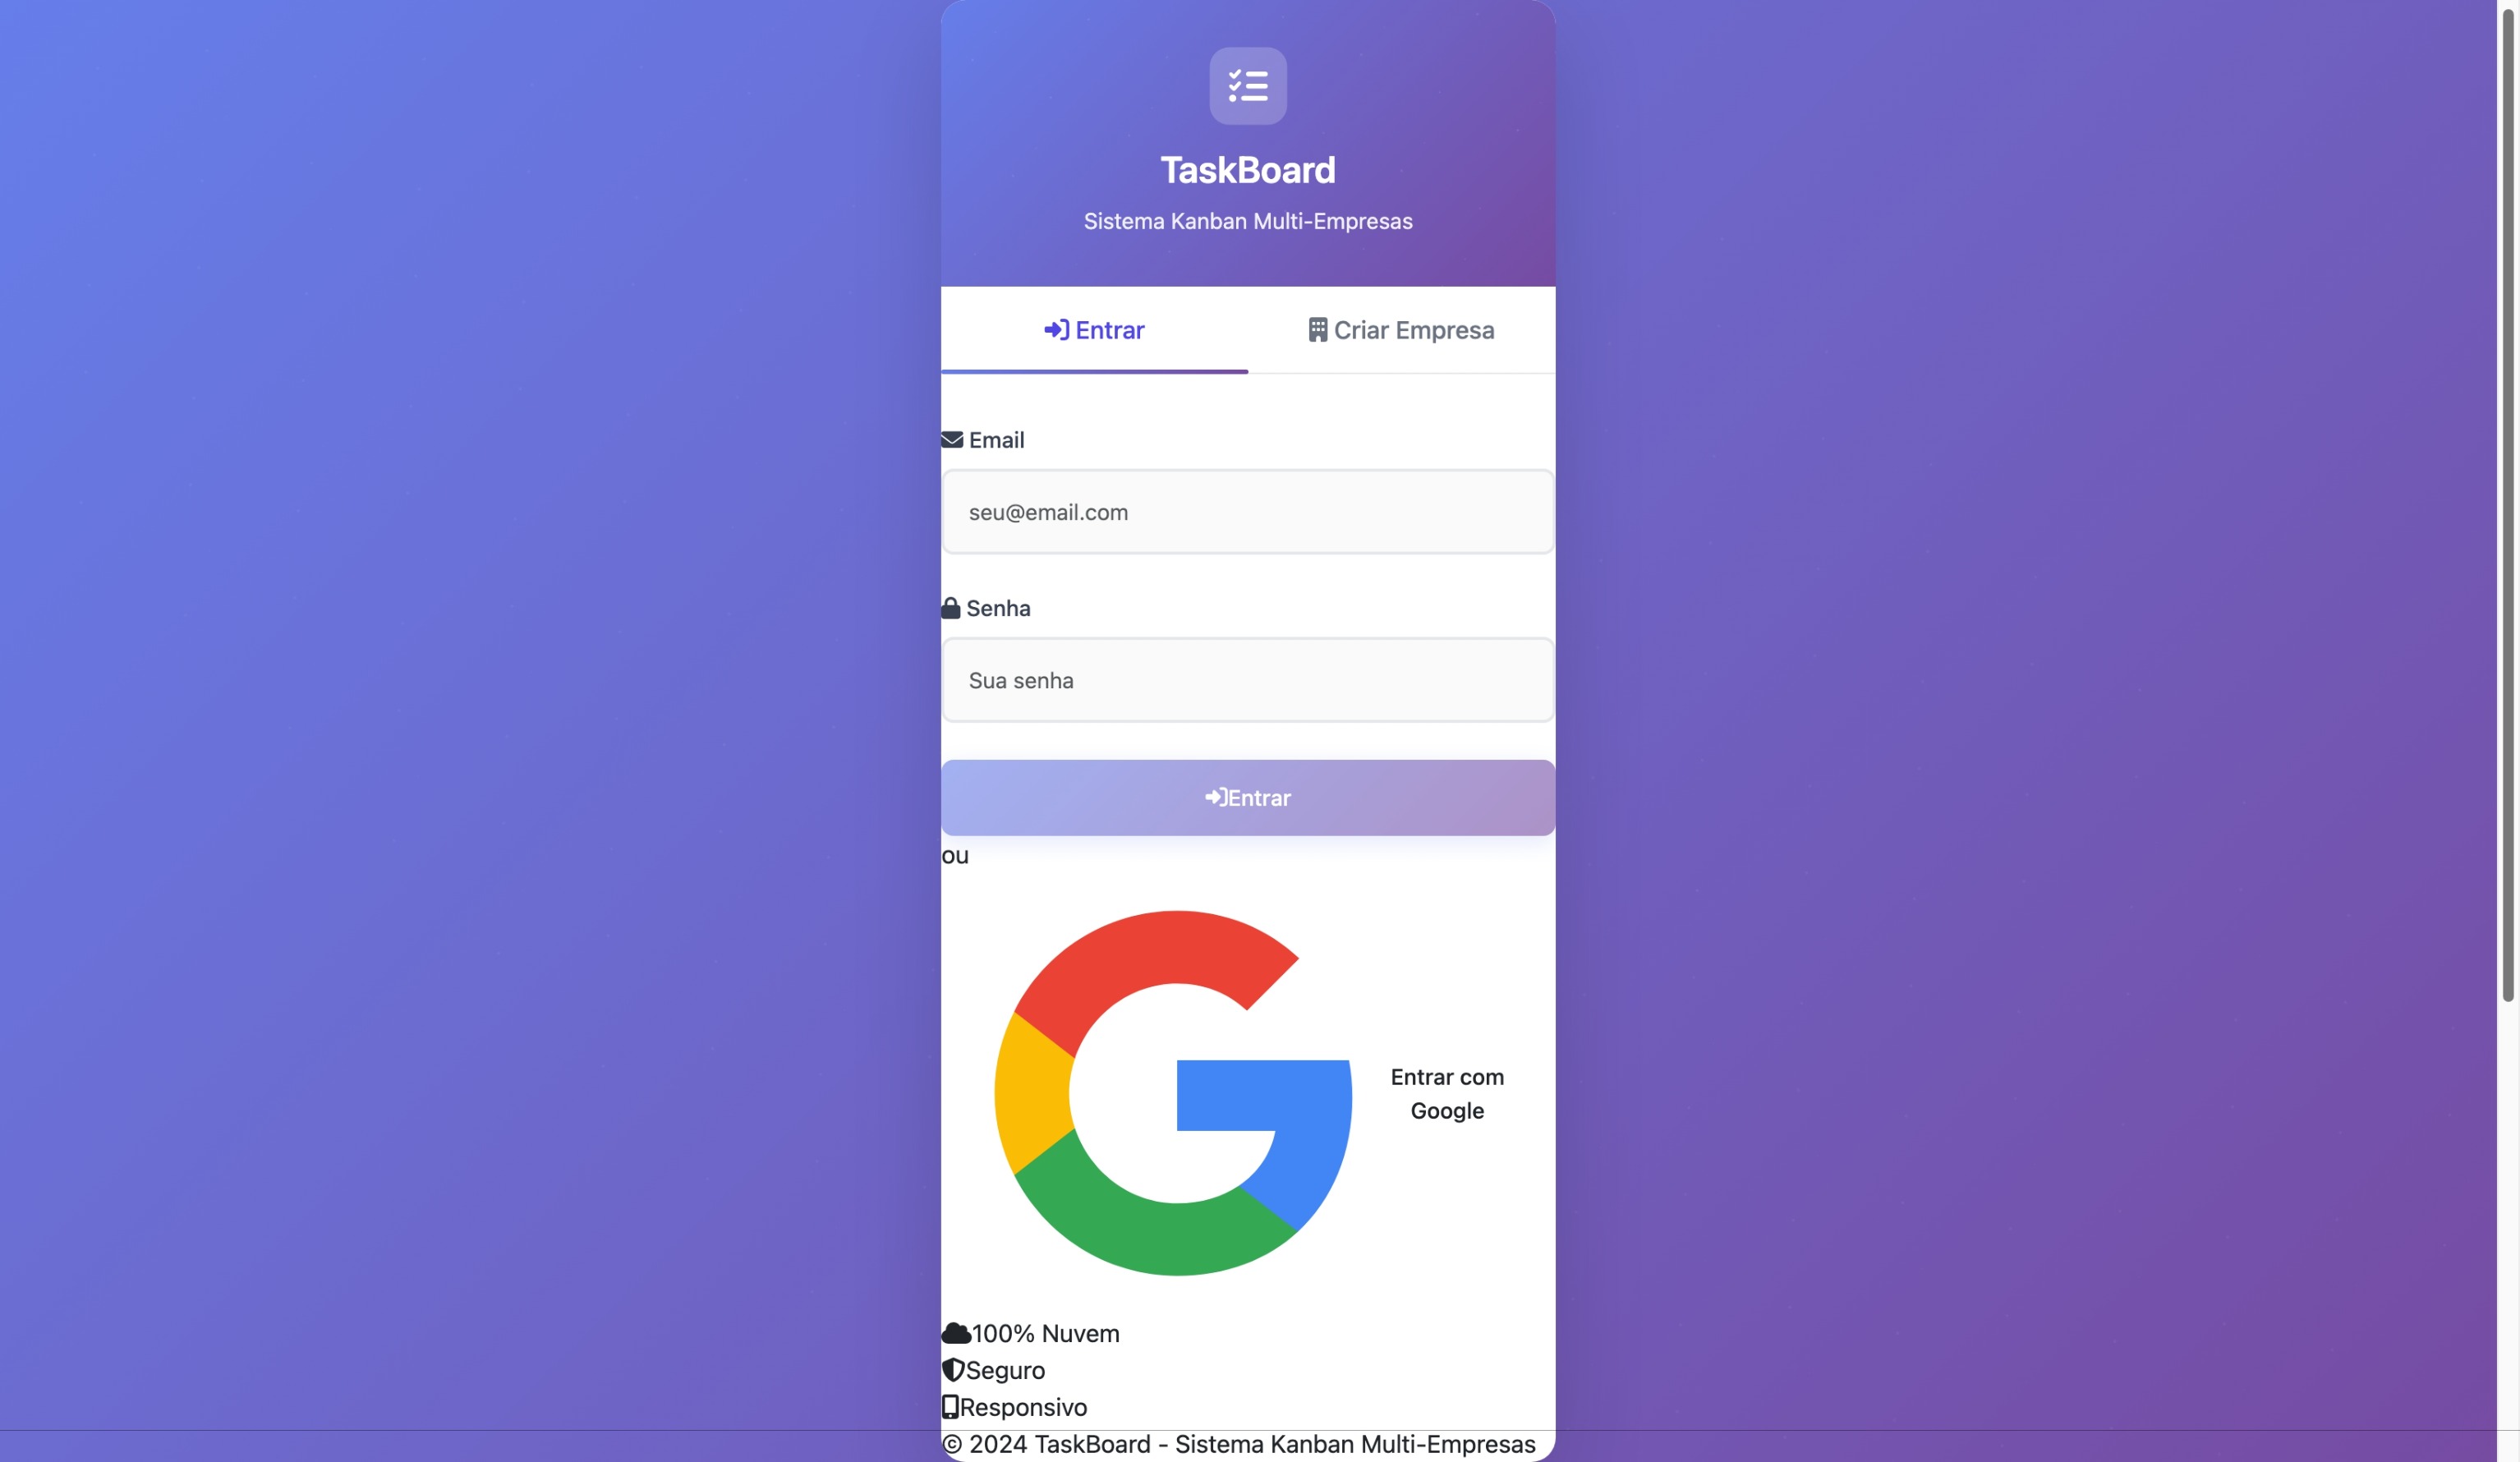 TaskBoard
Sistema Kanban Multi-Empresas
Entrar
Criar Empresa
Email
seu@email.com
Senha
Sua senha
Entrar
ou
Entrar com
Google
100% Nuvem
Seguro
Responsivo
© 2024 TaskBoard - Sistema Kanban Multi-Empresas